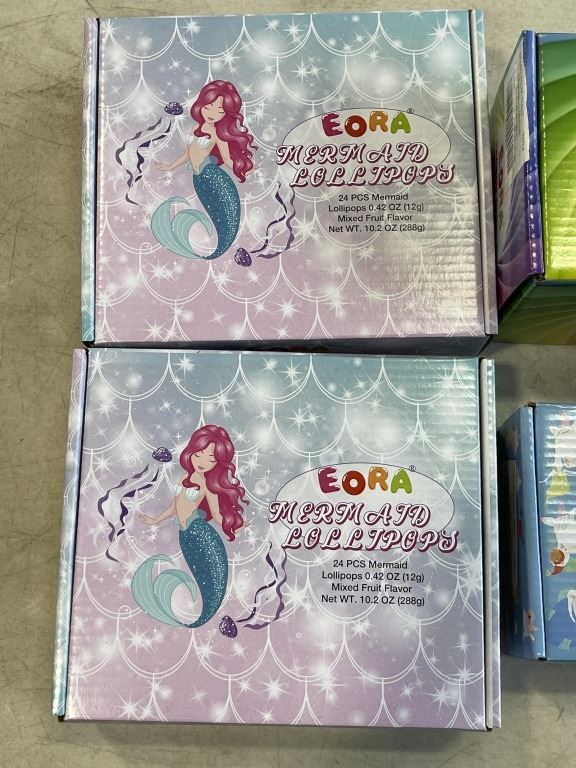 EORA®
MERMAID
LOLLIPOPS
24 PCS Mermaid
Lollipops 0.42 OZ (12g)
Mixed Fruit Flavor
Net WT. 10.2 OZ (288g)
EORA®
MERMAID
LOLLIPOPS
24 PCS Mermaid
Lollipops 0.42 OZ (12g)
Mixed Fruit Flavor
Net WT. 10.2 OZ (288g)